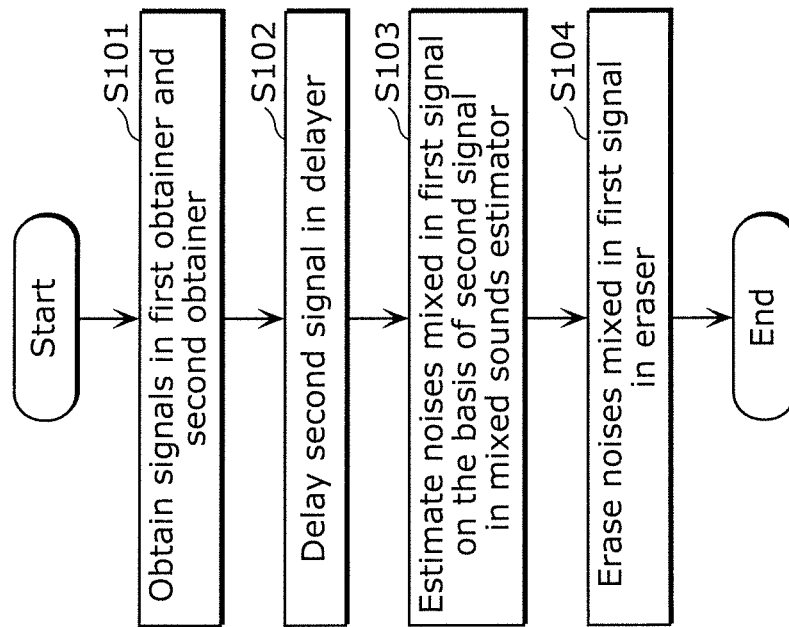 Start
S101
Obtain signals in first obtainer and
second obtainer
S102
Delay second signal in delayer
S103
Estimate noises mixed in first signal
on the basis of second signal
in mixed sounds estimator
S104
Erase noises mixed in first signal
in eraser
End